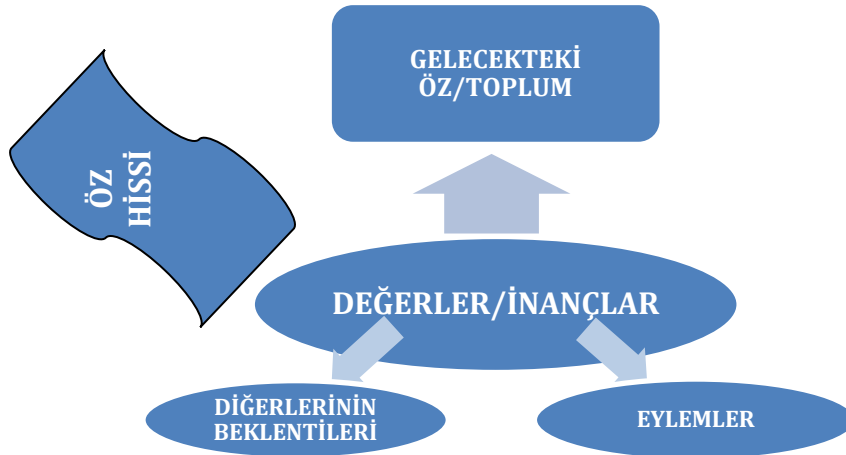 GELECEKTEKİ
ÖZ/TOPLUM
ÖZ
HİSSİ
DEĞERLER/İNANÇLAR
DİĞERLERİNİN
BEKLENTİLERİ
EYLEMLER